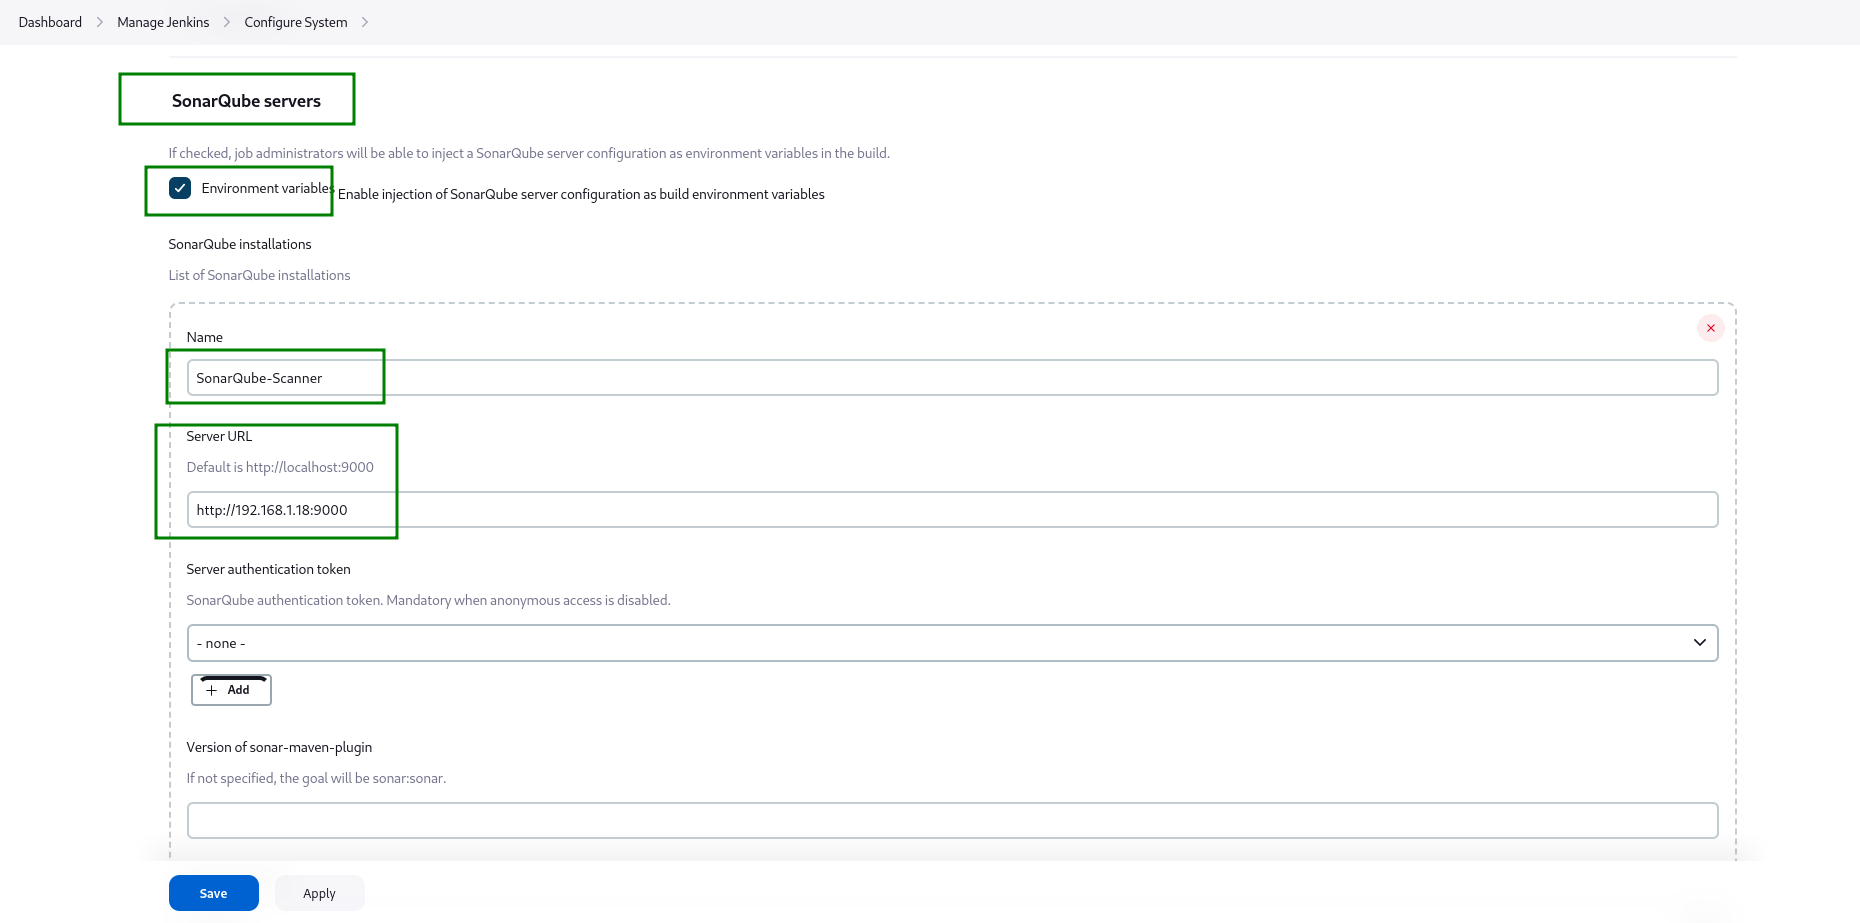 Dashboard > Manage Jenkins > Configure System >
SonarQube servers
If checked, job administrators will be able to inject a SonarQube server configuration as environment variables in the build.
Environment variables Enable injection of SonarQube server configuration as build environment variables
SonarQube installations
List of SonarQube installations
Name
SonarQube-Scanner
Server URL
Default is http://localhost:9000
http://192.168.1.18:9000
Server authentication token
SonarQube authentication token. Mandatory when anonymous access is disabled.
- none -
+ Add
Version of sonar-maven-plugin
If not specified, the goal will be sonar:sonar.
Save Apply